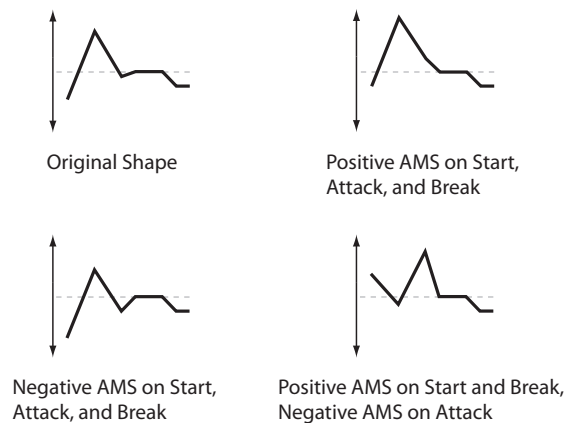 Original Shape
Positive AMS on Start,
Attack, and Break
Negative AMS on Start,
Attack, and Break
Positive AMS on Start and Break,
Negative AMS on Attack